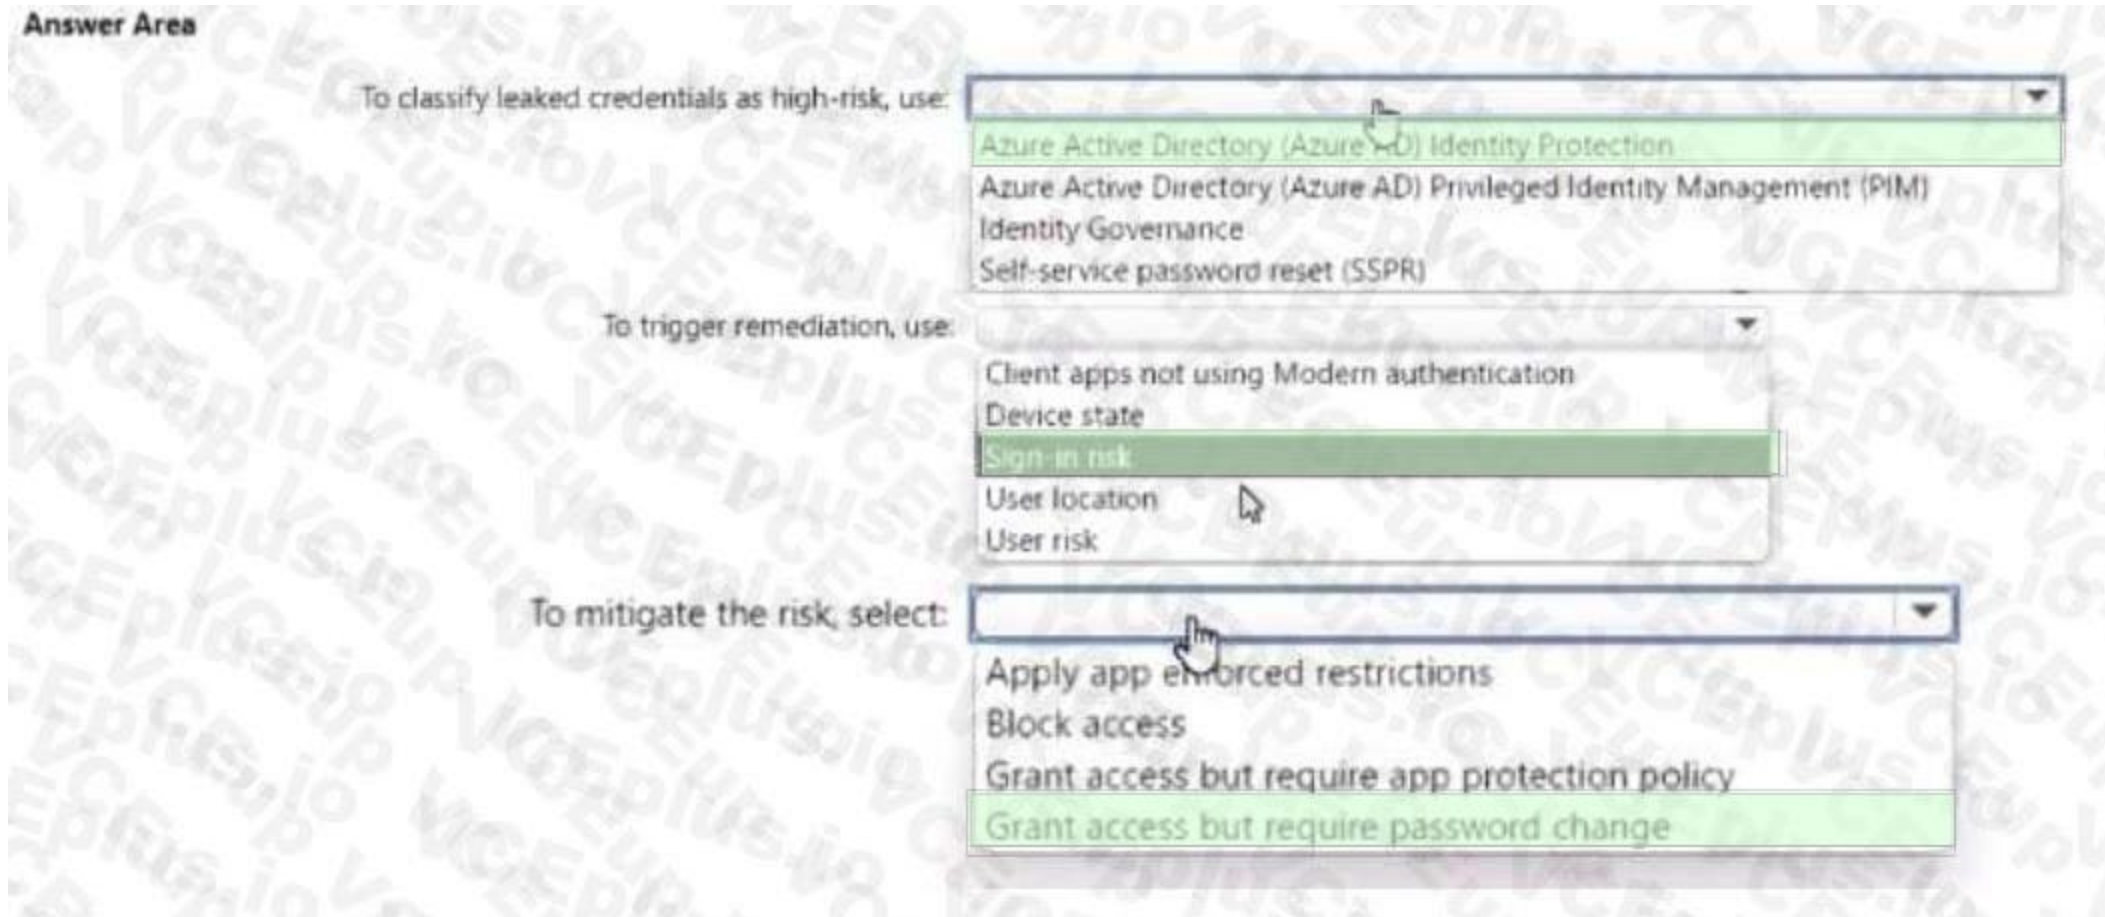 Answer Area
To classify leaked credentials as high-risk, use:
Azure Active Directory (Azure AD) Identity Protection
Azure Active Directory (Azure AD) Privileged Identity Management (PIM)
Identity Governance
Self-service password reset (SSPR)
To trigger remediation, use:
Client apps not using Modern authentication
Device state
Sign-in risk
User location
User risk
To mitigate the risk, select:
Apply app enforced restrictions
Block access
Grant access but require app protection policy
Grant access but require password change